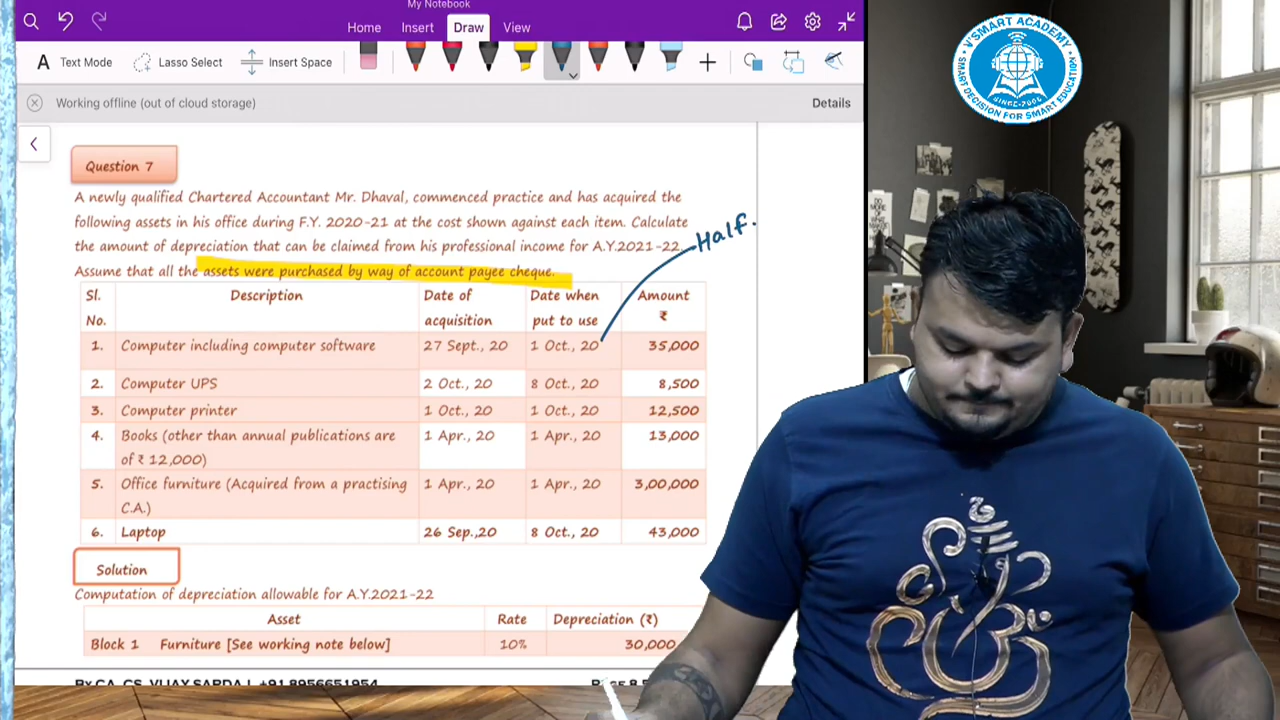 My Notebook
Home Insert Draw View
V'SMART ACADEMY
SMART DECISION FOR SMART EDUCATION
A Text Mode Lasso Select Insert Space
Working offline (out of cloud storage) Details
Question 7
A newly qualified Chartered Accountant Mr. Dhaval, commenced practice and has acquired the
following assets in his office during F.Y. 2020-21 at the cost shown against each item. Calculate
the amount of depreciation that can be claimed from his professional income for A.Y.2021-22.
Half.
Assume that all the assets were purchased by way of account payee cheque.
Sl. No. Description Date of acquisition Date when put to use Amount ₹
1. Computer including computer software 27 Sept., 20 1 Oct., 20 35,000
2. Computer UPS 2 Oct., 20 8 Oct., 20 8,500
3. Computer printer 1 Oct., 20 1 Oct., 20 12,500
4. Books (other than annual publications are 1 Apr., 20 1 Apr., 20 13,000
of ₹ 12,000)
5. Office furniture (Acquired from a practising 1 Apr., 20 1 Apr., 20 3,00,000
C.A.)
6. Laptop 26 Sep.,20 8 Oct., 20 43,000
Solution
Computation of depreciation allowable for A.Y.2021-22
Asset Rate Depreciation (₹)
Block 1 Furniture [See working note below] 10% 30,000